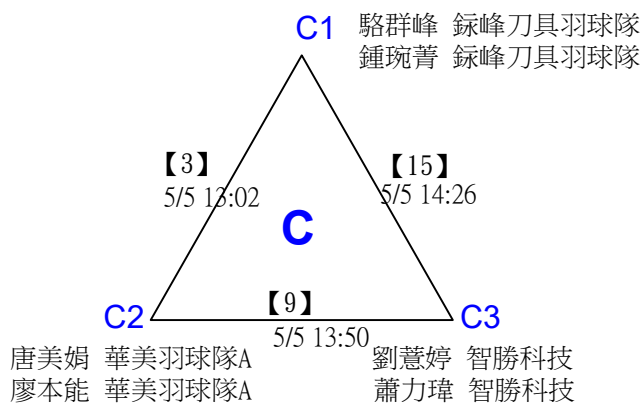 C1
駱群峰 銢峰刀具羽球隊
鍾琬菁 銢峰刀具羽球隊
【3】
5/5 13:02
【15】
5/5 14:26
C
【9】
5/5 13:50
C2
C3
唐美娟 華美羽球隊A
廖本能 華美羽球隊A
劉薏婷 智勝科技
蕭力瑋 智勝科技